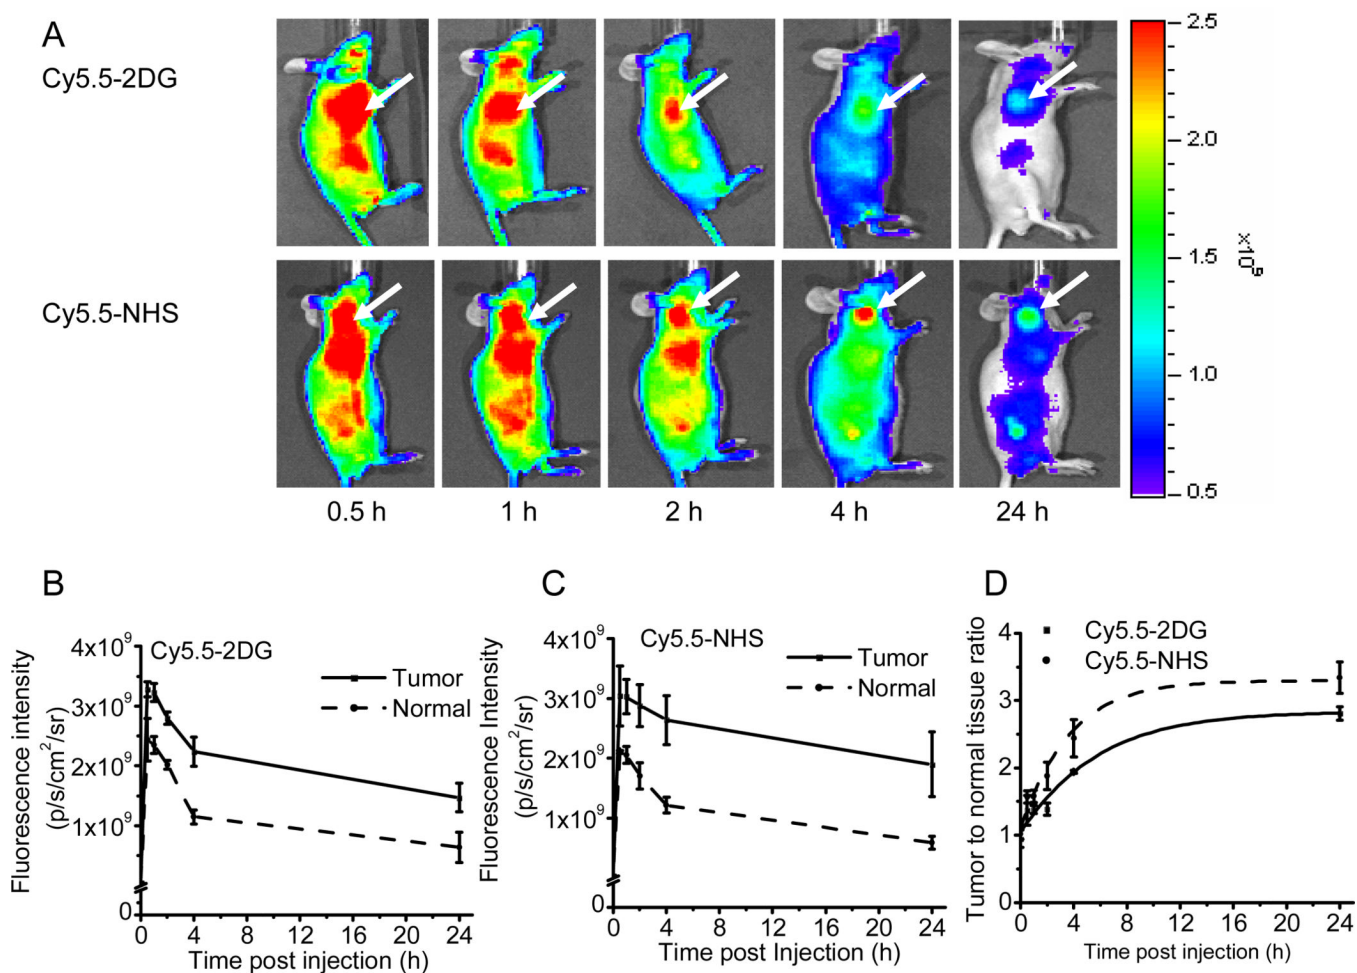 A
Cy5.5-2DG
Cy5.5-NHS
0.5 h 1 h 2 h 4 h 24 h
2.5
2.0
1.5
1.0
0.5
×10⁹
B
Cy5.5-2DG
Tumor
Normal
Fluorescence intensity
(p/s/cm²/sr)
4x10⁹
3x10⁹
2x10⁹
1x10⁹
0
0 4 8 12 16 20 24
Time post injection (h)
C
Cy5.5-NHS
Tumor
Normal
Fluorescence Intensity
(p/s/cm²/sr)
4x10⁹
3x10⁹
2x10⁹
1x10⁹
0
0 4 8 12 16 20 24
Time post Injection (h)
D
Cy5.5-2DG
Cy5.5-NHS
Tumor to normal tissue ratio
4
3
2
1
0
0 4 8 12 16 20 24
Time post injection (h)